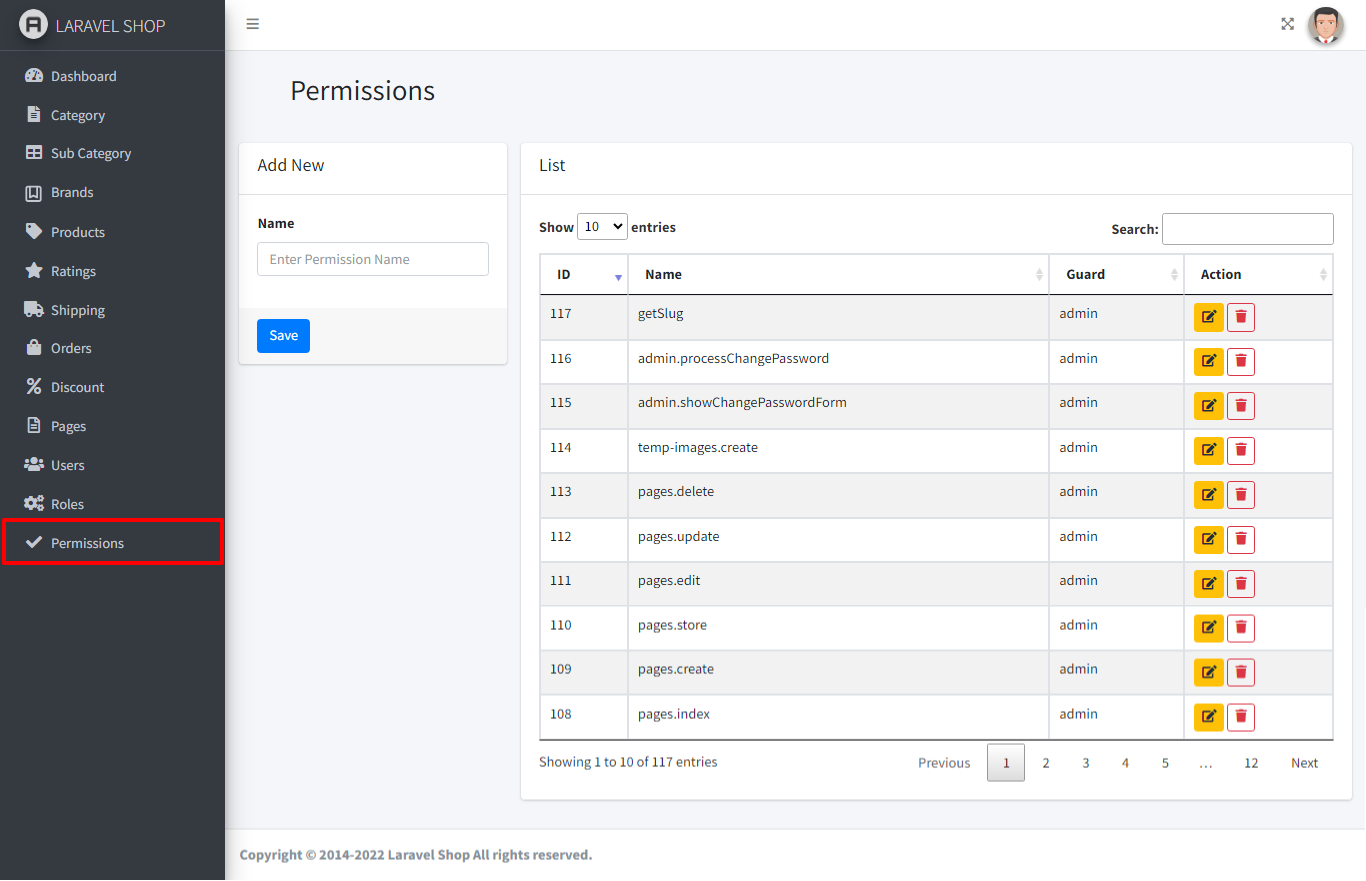 LARAVEL SHOP
Dashboard
Category
Sub Category
Brands
Products
Ratings
Shipping
Orders
Discount
Pages
Users
Roles
Permissions
Permissions
Add New
Name
Enter Permission Name
Save
List
Show 10 entries
Search:
ID Name Guard Action
117 getSlug admin
116 admin.processChangePassword admin
115 admin.showChangePasswordForm admin
114 temp-images.create admin
113 pages.delete admin
112 pages.update admin
111 pages.edit admin
110 pages.store admin
109 pages.create admin
108 pages.index admin
Showing 1 to 10 of 117 entries
Previous 1 2 3 4 5 … 12 Next
Copyright © 2014-2022 Laravel Shop All rights reserved.